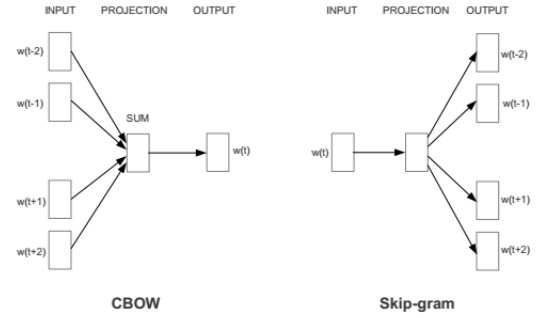 INPUT PROJECTION OUTPUT
w(t-2)
w(t-1)
SUM
w(t)
w(t+1)
w(t+2)
CBOW
INPUT PROJECTION OUTPUT
w(t-2)
w(t-1)
w(t)
w(t+1)
w(t+2)
Skip-gram